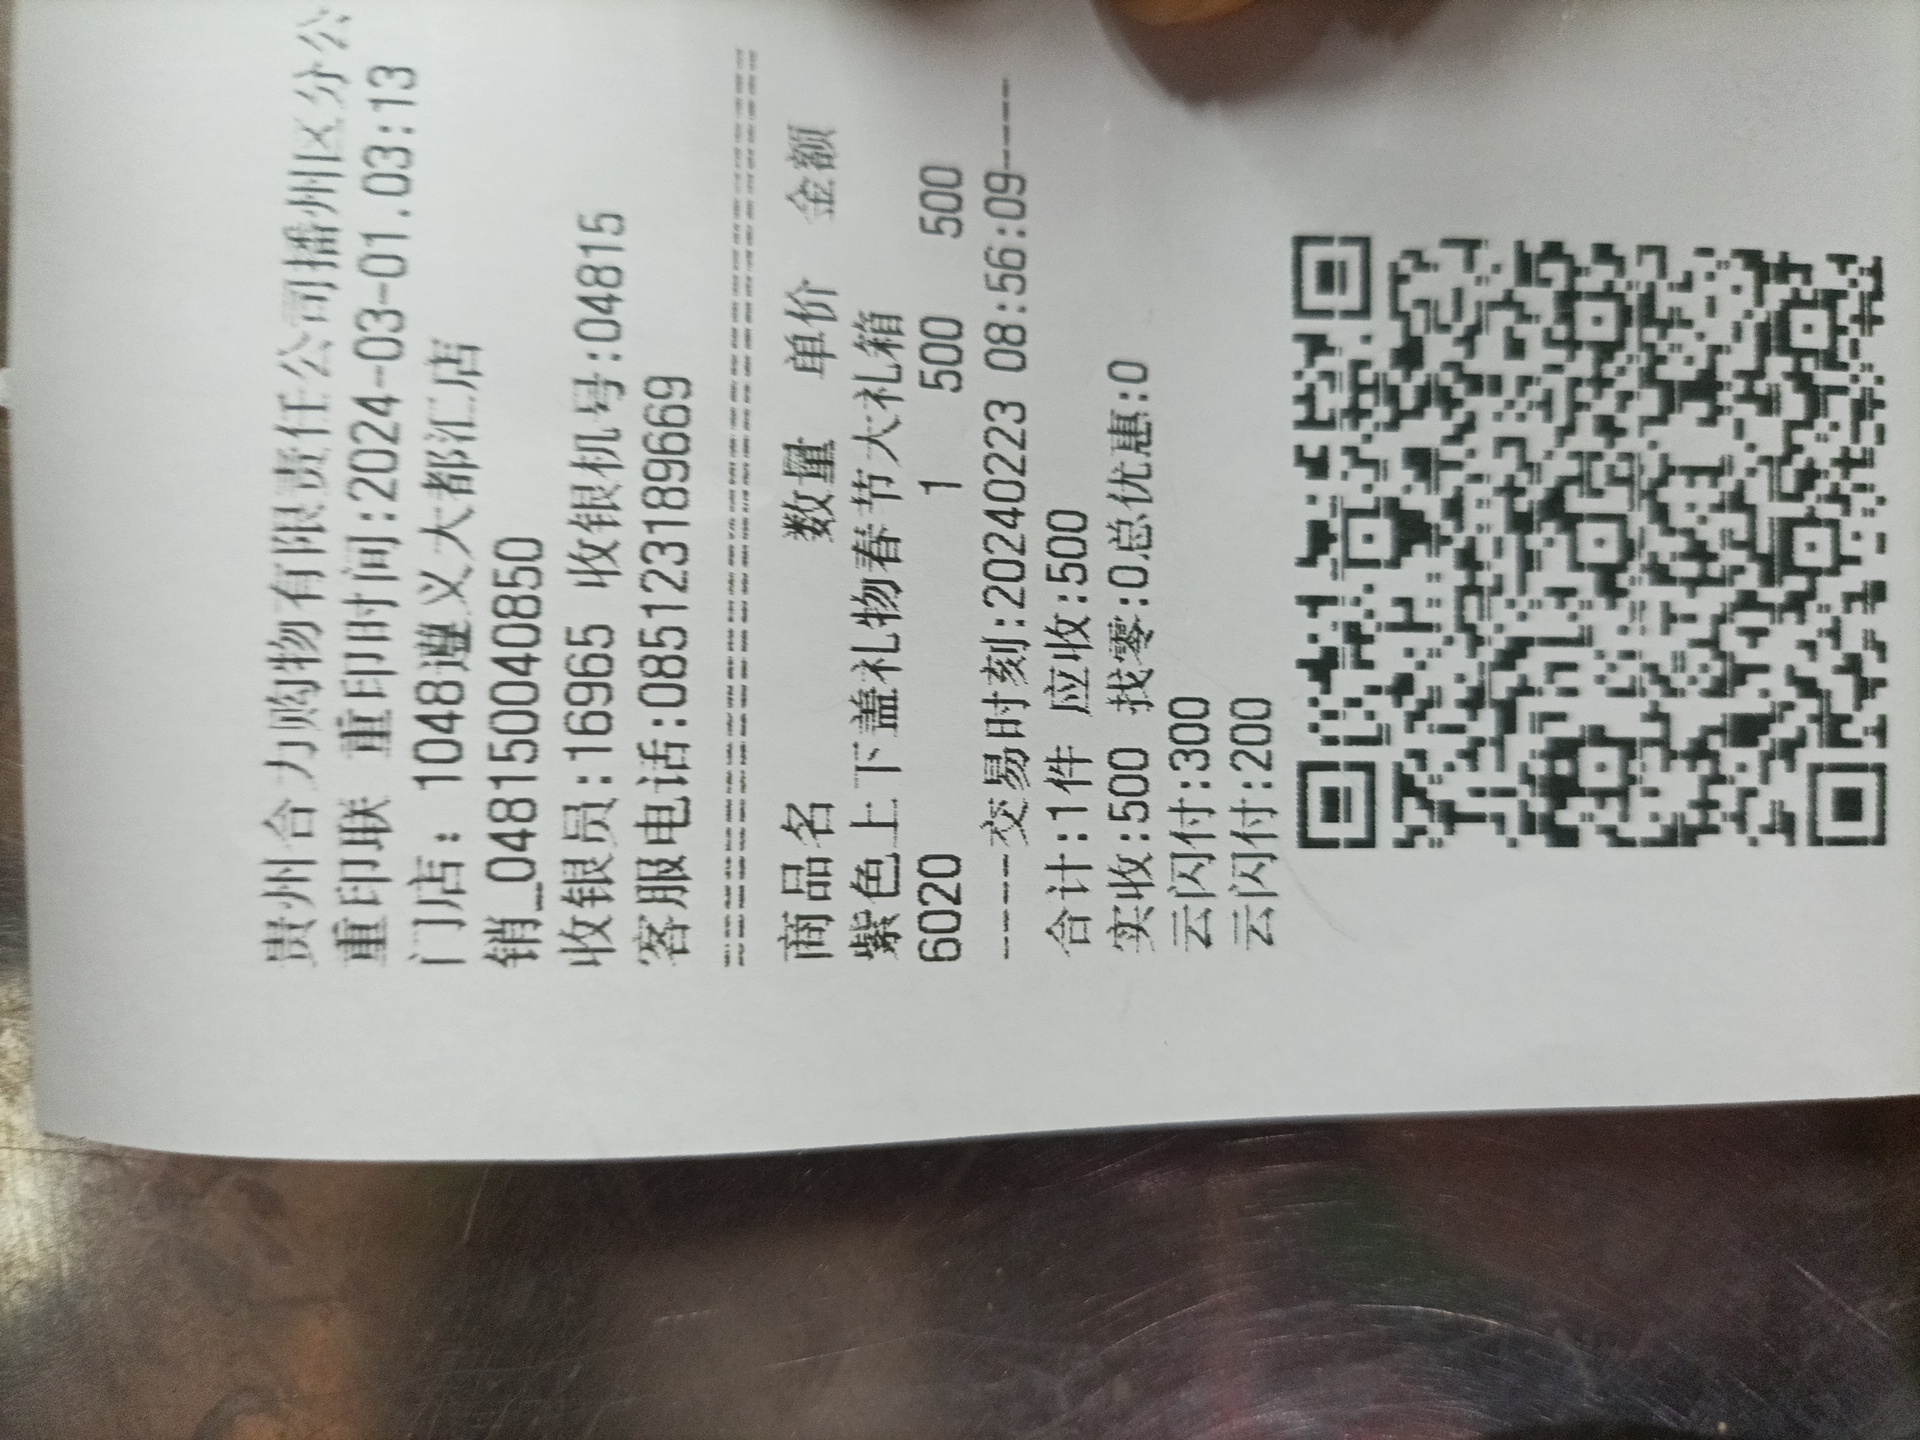 贵州合力购物有限责任公司播州区分公
重印联 重印时间:2024-03-01.03:13
门店: 1048遵义大都汇店
销_048150040850
收银员:16965 收银机号:04815
客服电话:085123189669
========================================
商品名 数量 单价 金额
紫色上下盖礼物春节大礼箱
6020 1 500 500
-----交易时刻:20240223 08:56:09-----
合计:1件 应收:500
实收:500 找零:0总优惠:0
云闪付:300
云闪付:200